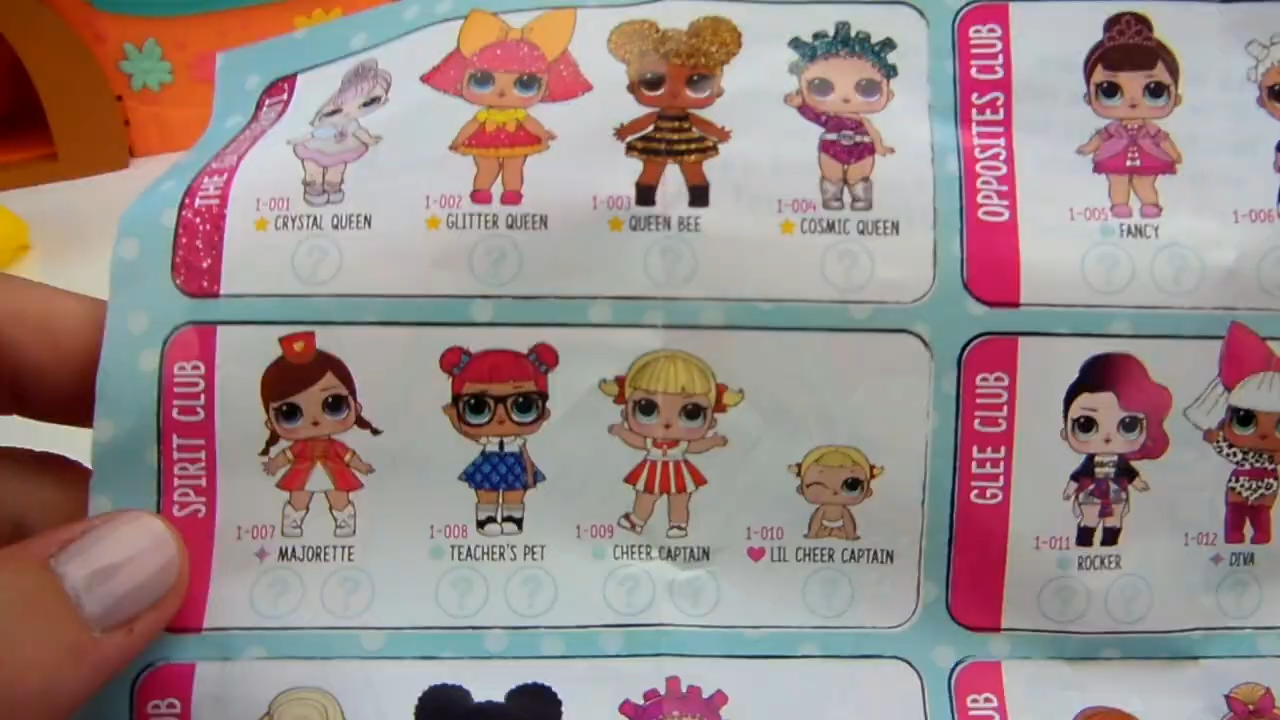 THE
1-001
CRYSTAL QUEEN
1-002
GLITTER QUEEN
1-003
QUEEN BEE
1-004
COSMIC QUEEN
OPPOSITES CLUB
1-005
FANCY
1-006
SPIRIT CLUB
1-007
MAJORETTE
1-008
TEACHER'S PET
1-009
CHEER CAPTAIN
1-010
LIL CHEER CAPTAIN
GLEE CLUB
1-011
ROCKER
1-012
DIVA